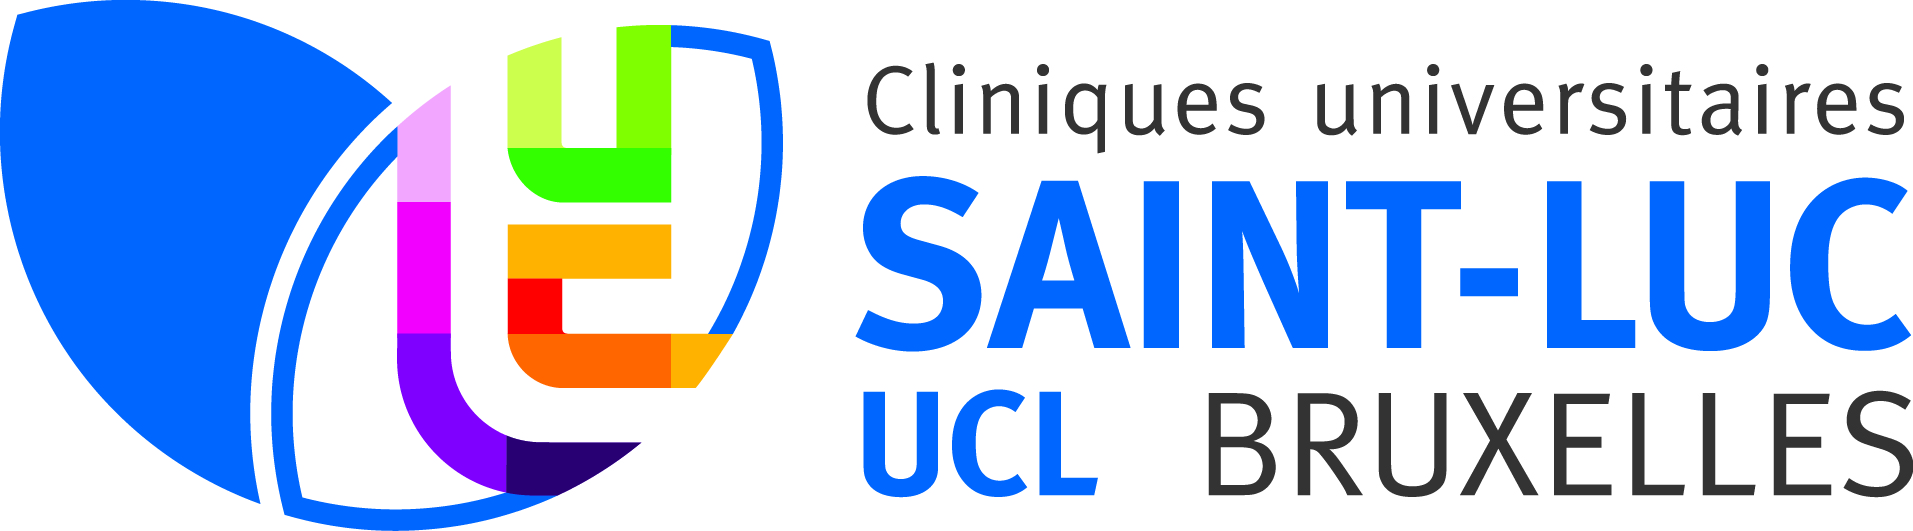 Cliniques universitaires
SAINT-LUC
UCL BRUXELLES